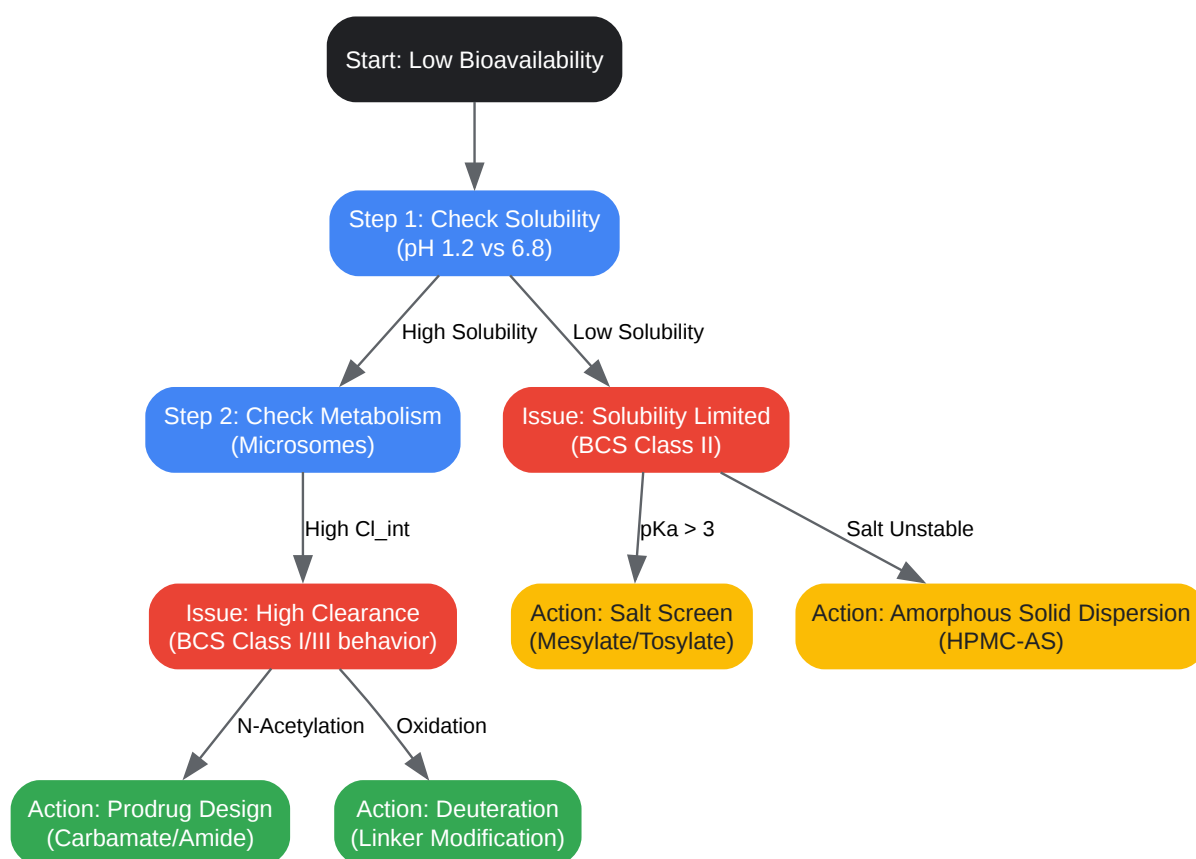 Start: Low Bioavailability
Step 1: Check Solubility
(pH 1.2 vs 6.8)
High Solubility
Low Solubility
Step 2: Check Metabolism
(Microsomes)
Issue: Solubility Limited
(BCS Class II)
High Cl_int
pKa > 3
Salt Unstable
Issue: High Clearance
(BCS Class I/III behavior)
Action: Salt Screen
(Mesylate/Tosylate)
Action: Amorphous Solid Dispersion
(HPMC-AS)
N-Acetylation
Oxidation
Action: Prodrug Design
(Carbamate/Amide)
Action: Deuteration
(Linker Modification)